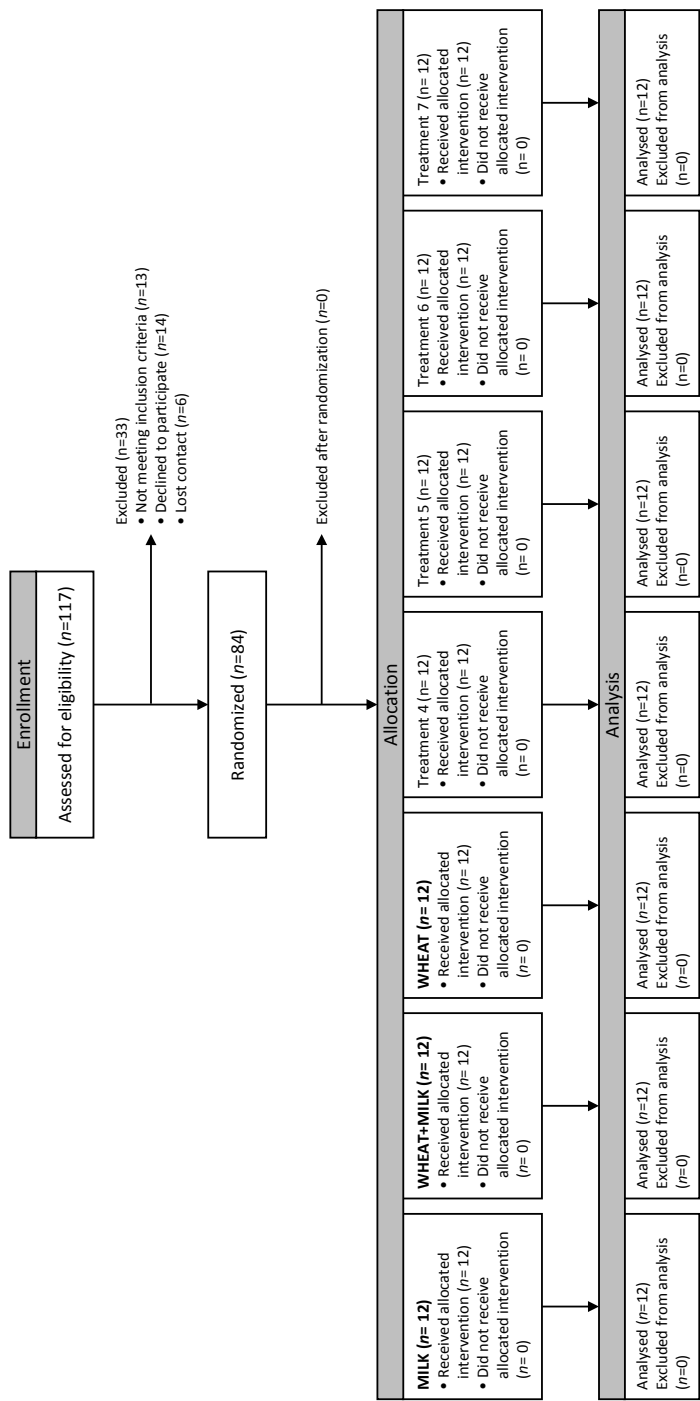 Enrollment
Assessed for eligibility (n=117)
Excluded (n=33)
• Not meeting inclusion criteria (n=13)
• Declined to participate (n=14)
• Lost contact (n=6)
Randomized (n=84)
Excluded after randomization (n=0)
Allocation
MILK (n= 12)
• Received allocated
intervention (n= 12)
• Did not receive
allocated intervention
(n= 0)
WHEAT+MILK (n= 12)
• Received allocated
intervention (n= 12)
• Did not receive
allocated intervention
(n= 0)
WHEAT (n= 12)
• Received allocated
intervention (n= 12)
• Did not receive
allocated intervention
(n= 0)
Treatment 4 (n= 12)
• Received allocated
intervention (n= 12)
• Did not receive
allocated intervention
(n= 0)
Treatment 5 (n= 12)
• Received allocated
intervention (n= 12)
• Did not receive
allocated intervention
(n= 0)
Treatment 6 (n= 12)
• Received allocated
intervention (n= 12)
• Did not receive
allocated intervention
(n= 0)
Treatment 7 (n= 12)
• Received allocated
intervention (n= 12)
• Did not receive
allocated intervention
(n= 0)
Analysis
Analysed (n=12)
Excluded from analysis
(n=0)
Analysed (n=12)
Excluded from analysis
(n=0)
Analysed (n=12)
Excluded from analysis
(n=0)
Analysed (n=12)
Excluded from analysis
(n=0)
Analysed (n=12)
Excluded from analysis
(n=0)
Analysed (n=12)
Excluded from analysis
(n=0)
Analysed (n=12)
Excluded from analysis
(n=0)